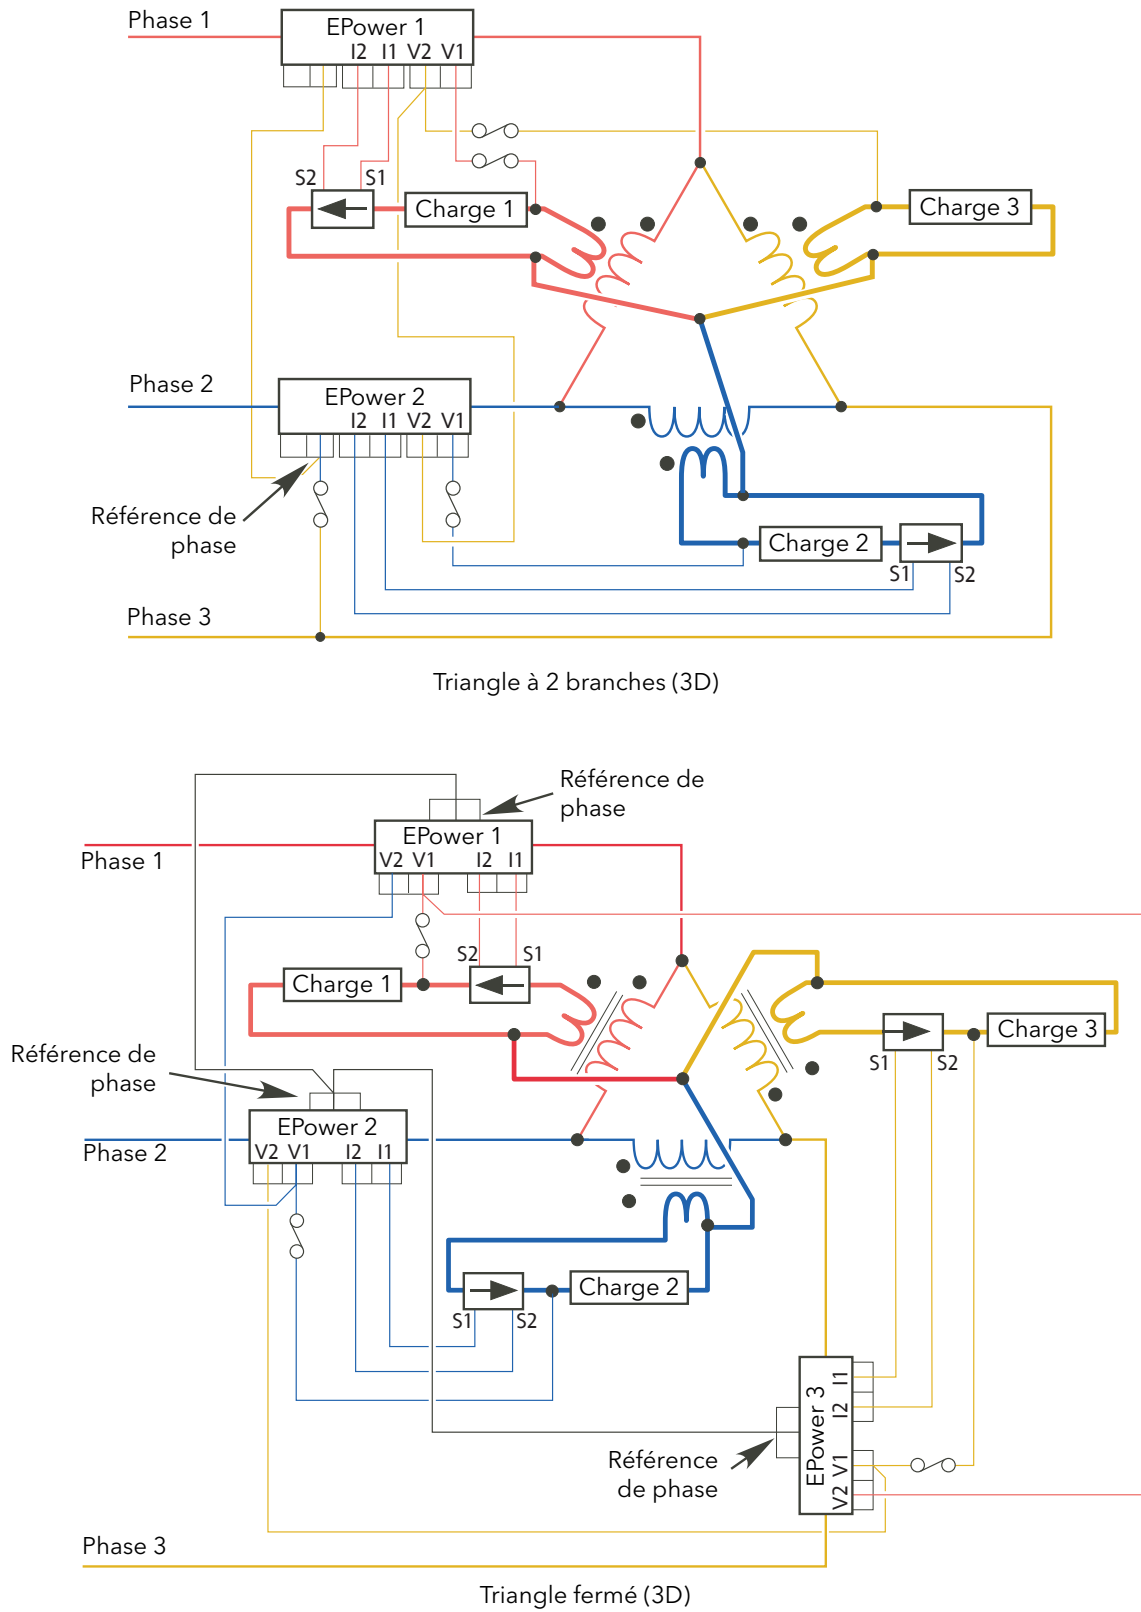 Phase 1
EPower 1
I2 I1 V2 V1
S2 S1
Charge 1
Charge 3
Phase 2
EPower 2
I2 I1 V2 V1
Référence de
phase
Charge 2
S1 S2
Phase 3
Triangle à 2 branches (3D)
Référence de
phase
EPower 1
Phase 1
V2 V1 I2 I1
S2 S1
Charge 1
Charge 3
S1 S2
Référence de
phase
EPower 2
Phase 2
V2 V1 I2 I1
Charge 2
S1 S2
EPower 3
I1
I2
V1
V2
Référence
de phase
Phase 3
Triangle fermé (3D)